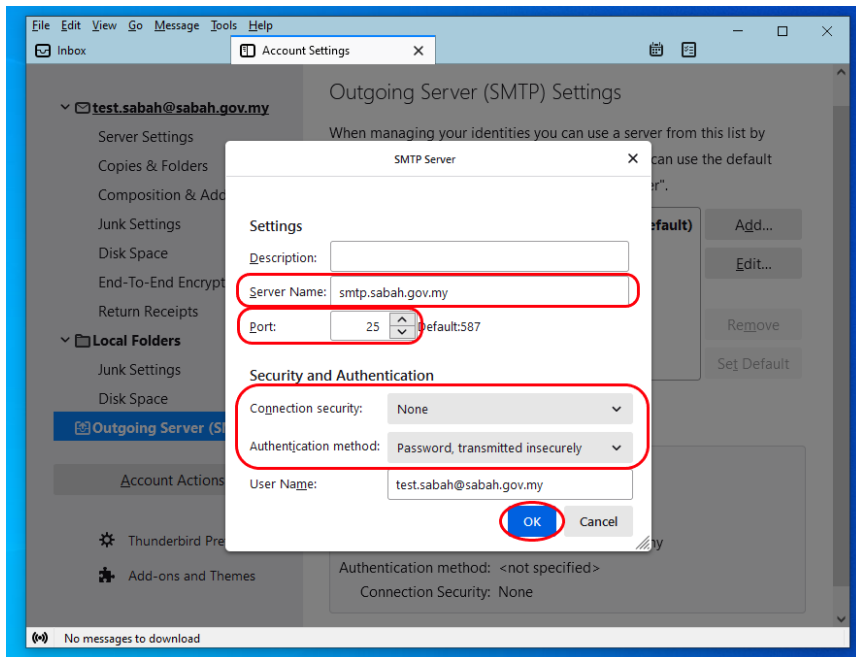 File Edit View Go Message Tools Help
Inbox
Account Settings
test.sabah@sabah.gov.my
Server Settings
Copies & Folders
Composition & Add
Junk Settings
Disk Space
End-To-End Encrypt
Return Receipts
Local Folders
Junk Settings
Disk Space
Outgoing Server (S
Account Actions
Thunderbird Pre
Add-ons and Themes
Outgoing Server (SMTP) Settings
When managing your identities you can use a server from this list by
can use the default
er".
efault)
Add...
Edit...
Remove
Set Default
SMTP Server
Settings
Description:
Server Name: smtp.sabah.gov.my
Port: 25 Default:587
Security and Authentication
Connection security: None
Authentication method: Password, transmitted insecurely
User Name: test.sabah@sabah.gov.my
OK Cancel
ny
Authentication method: <not specified>
Connection Security: None
No messages to download